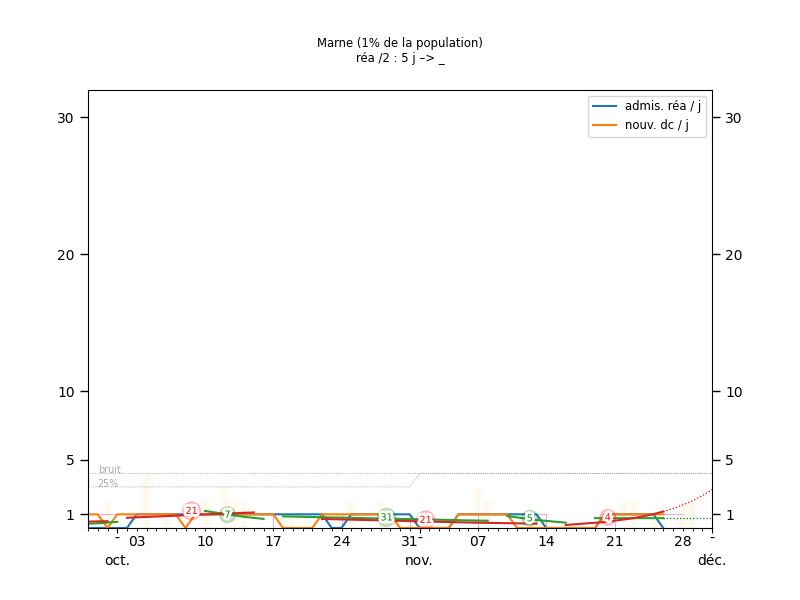 Marne (1% de la population)
réa /2 : 5 j –> _
admis. réa / j
nouv. dc / j
30 30
20 20
10 10
5 5
1 1
bruit
25%
21 7 31 21 5 4
03 10 17 24 31 07 14 21 28
oct. nov. déc.